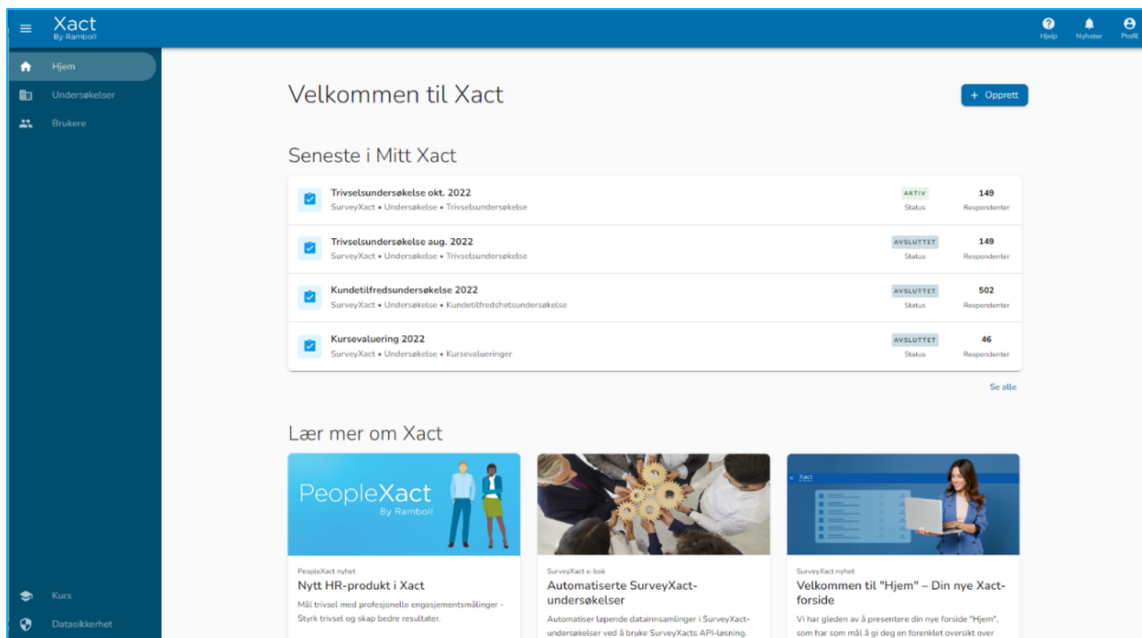 Xact
By Ramboll
Hjelp
Nyheter
Profil
Hjem
Undersøkelser
Brukere
Velkommen til Xact
+ Opprett
Seneste i Mitt Xact
Trivselsundersøkelse okt. 2022
SurveyXact • Undersøkelse • Trivselsundersøkelse
AKTIV
Status
149
Respondenter
Trivselsundersøkelse aug. 2022
SurveyXact • Undersøkelse • Trivselsundersøkelse
AVSLUTTET
Status
149
Respondenter
Kundetilfredsundersøkelse 2022
SurveyXact • Undersøkelse • Kundetilfredshetsundersøkelse
AVSLUTTET
Status
502
Respondenter
Kursevaluering 2022
SurveyXact • Undersøkelse • Kursevalueringer
AVSLUTTET
Status
46
Respondenter
Se alle
Lær mer om Xact
PeopleXact
By Ramboll
PeopleXact nyhet
Nytt HR-produkt i Xact
Mål trivsel med profesjonelle engasjementsmålinger -
Styrk trivsel og skap bedre resultater.
SurveyXact e-bok
Automatiserte SurveyXact-
undersøkelser
Automatiser løpende datainnsamlinger i SurveyXact-
undersøkelser ved å bruke SurveyXacts API-løsning.
Xact
SurveyXact nyhet
Velkommen til "Hjem" – Din nye Xact-
forside
Vi har gleden av å presentere din nye forside "Hjem",
som har som mål å gi deg en forenklet oversikt over
Kurs
Datasikkerhet